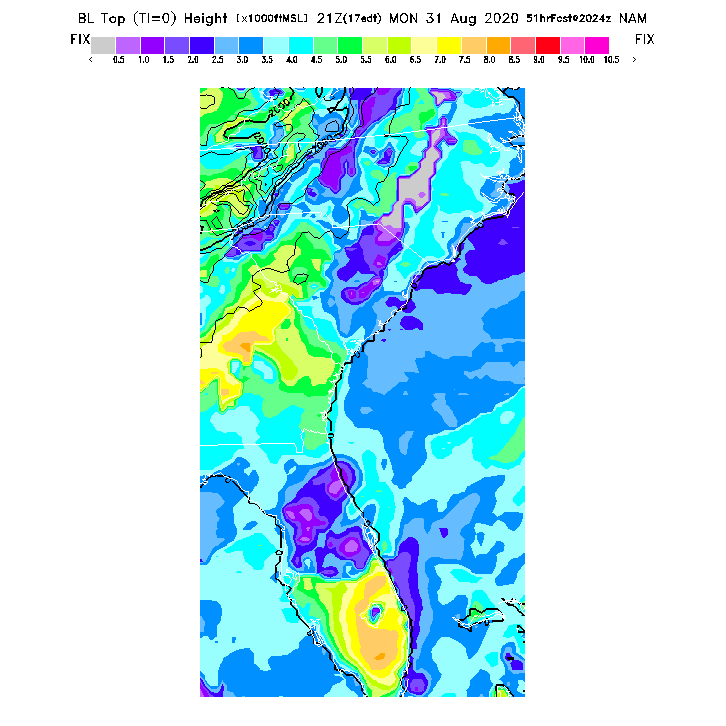 BL Top (TI=0) Height [x1000ftMSL] 21Z(17edt) MON 31 Aug 2020 51hrFcst@2024z NAM
FIX FIX
< 0.5 1.0 1.5 2.0 2.5 3.0 3.5 4.0 4.5 5.0 5.5 6.0 6.5 7.0 7.5 8.0 8.5 9.0 9.5 10.0 10.5 >
2000